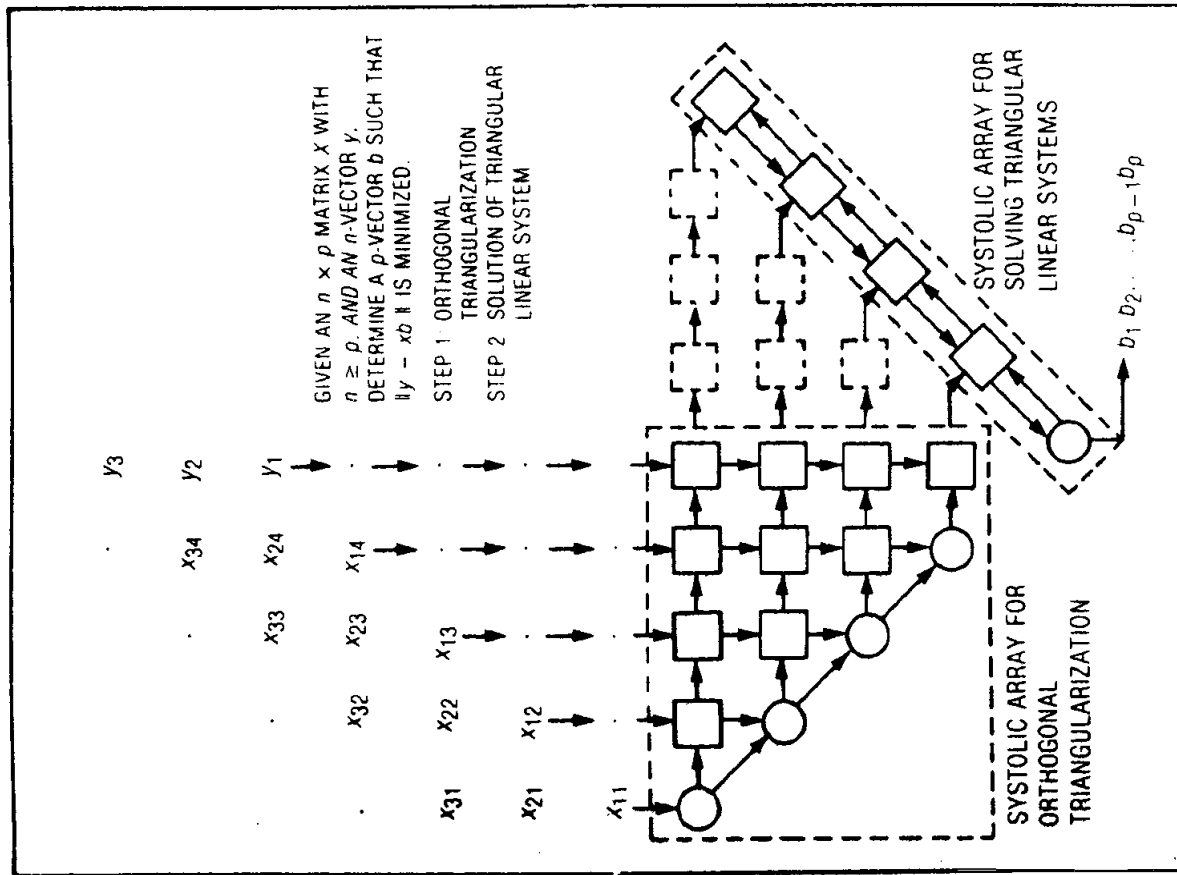 y3
y2
y1
x34
x24
x14
x33
x23
x13
x32
x22
x12
x31
x21
x11
GIVEN AN n × p MATRIX X WITH
n ≥ p. AND AN n-VECTOR y.
DETERMINE A p-VECTOR b SUCH THAT
‖y − xb‖ IS MINIMIZED.
STEP 1 ORTHOGONAL
TRIANGULARIZATION
STEP 2 SOLUTION OF TRIANGULAR
LINEAR SYSTEM
SYSTOLIC ARRAY FOR
ORTHOGONAL
TRIANGULARIZATION
SYSTOLIC ARRAY FOR
SOLVING TRIANGULAR
LINEAR SYSTEMS
b1 b2 . . . bp−1 bp